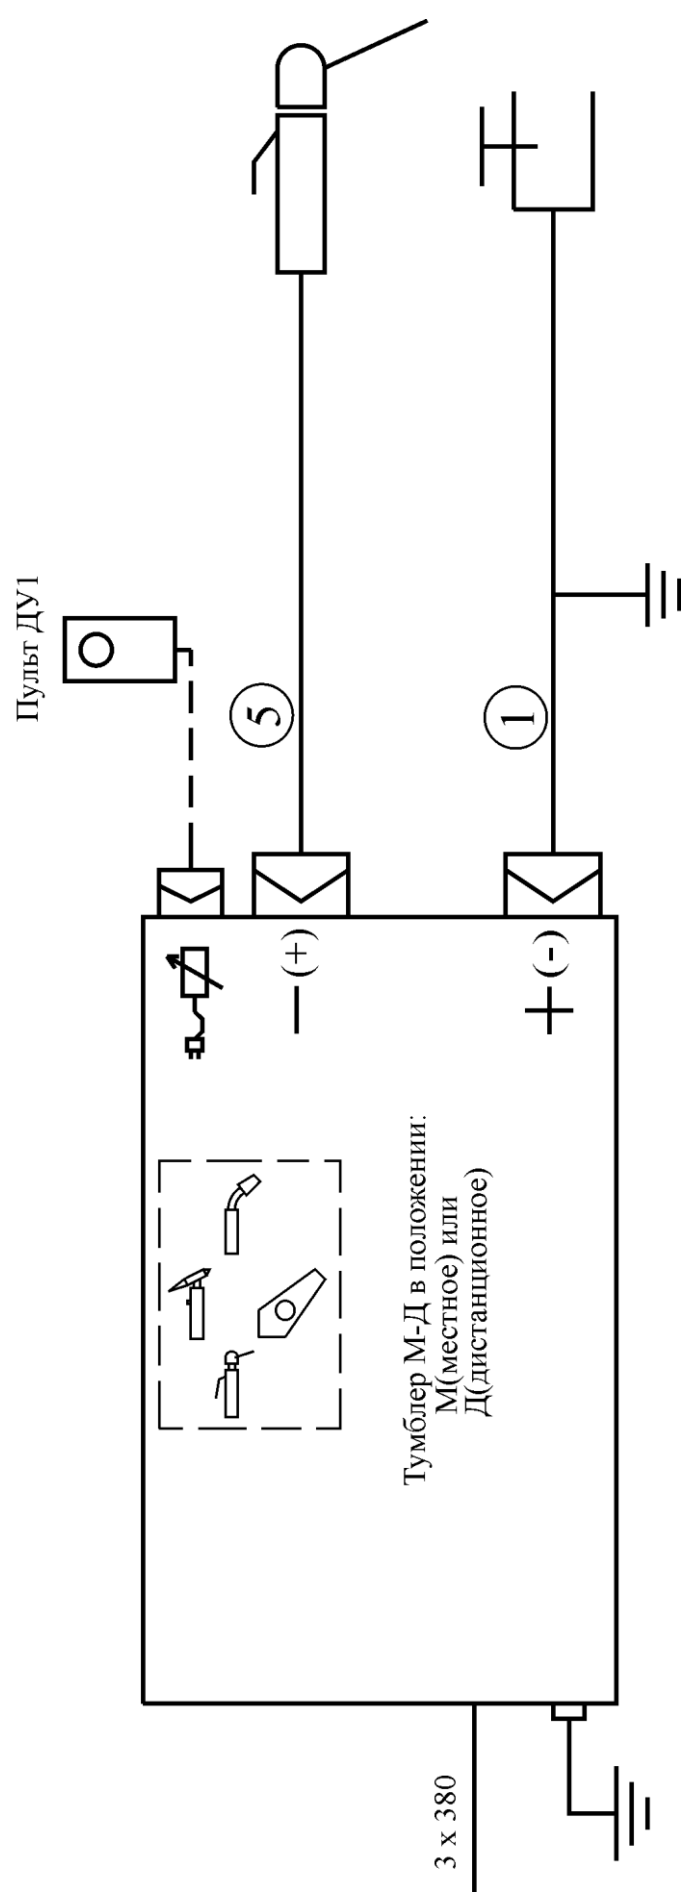 Пульт ДУ1
5
1
— (+)
+ (-)
Тумблер М-Д в положении:
М(местное) или
Д(дистанционное)
3 x 380